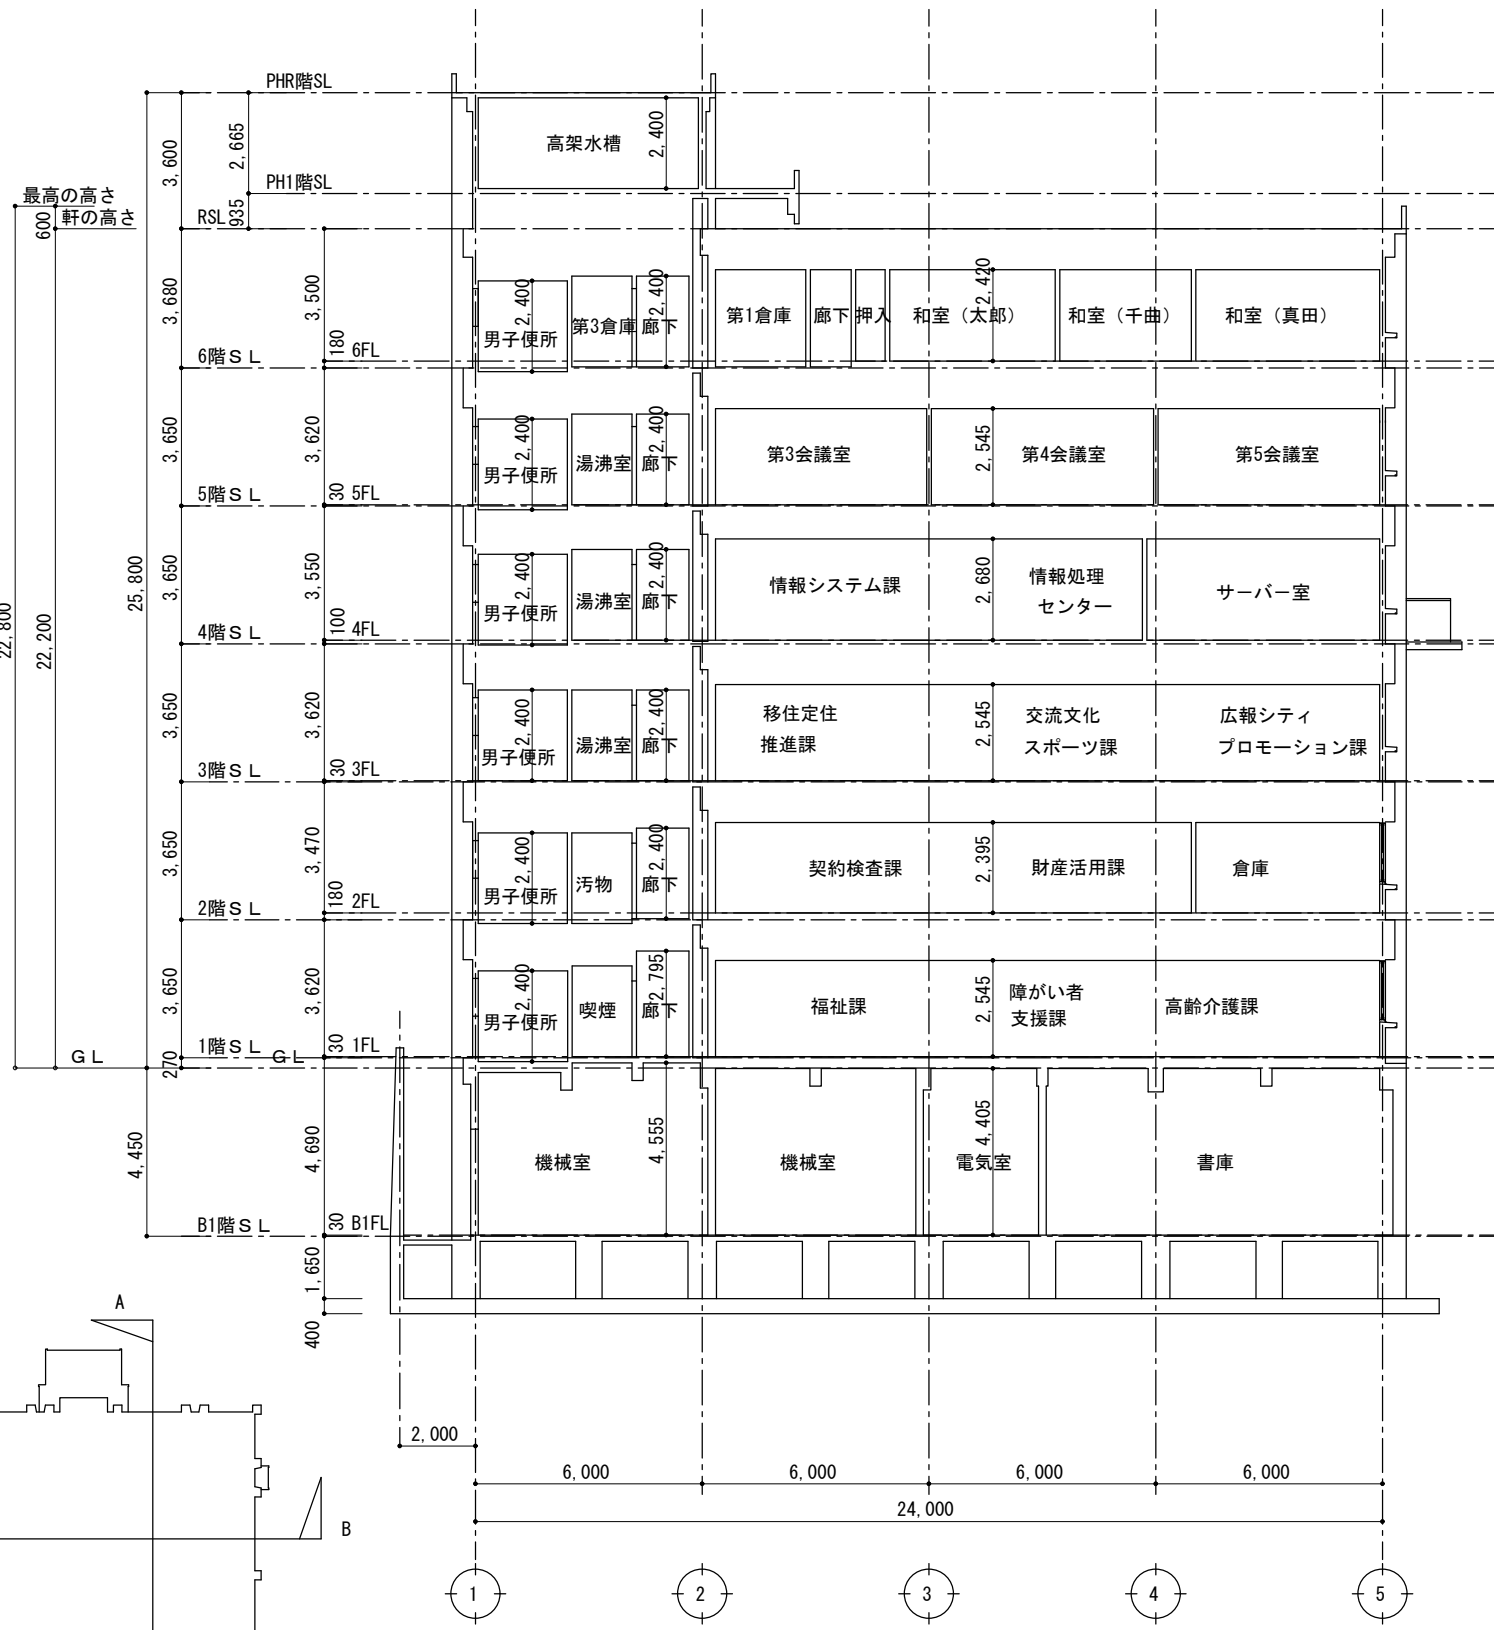 PHR階SL
3,600
2,665
高架水槽
2,400
PH1階SL
最高の高さ
600
軒の高さ
RSL
935
3,680
3,500
2,400
2,400
2,420
男子便所
第3倉庫
廊下
第1倉庫
廊下
押入
和室（太郎）
和室（千曲）
和室（真田）
6階SL
180
6FL
3,650
3,620
2,400
2,400
2,545
男子便所
湯沸室
廊下
第3会議室
第4会議室
第5会議室
5階SL
30
5FL
22,800
22,200
25,800
3,650
3,550
2,400
2,400
2,680
男子便所
湯沸室
廊下
情報システム課
情報処理
センター
サーバー室
4階SL
100
4FL
3,650
3,620
2,400
2,400
2,545
男子便所
湯沸室
廊下
移住定住
推進課
交流文化
スポーツ課
広報シティ
プロモーション課
3階SL
30
3FL
3,650
3,470
2,400
2,400
2,395
男子便所
汚物
廊下
契約検査課
財産活用課
倉庫
2階SL
180
2FL
3,650
3,620
2,400
2,795
2,545
男子便所
喫煙
廊下
福祉課
障がい者
支援課
高齢介護課
1階SL
30
1FL
GL
270
GL
4,450
4,690
4,555
4,405
機械室
機械室
電気室
書庫
B1階SL
30
B1FL
1,650
400
A
B
2,000
6,000
6,000
6,000
6,000
24,000
1
2
3
4
5